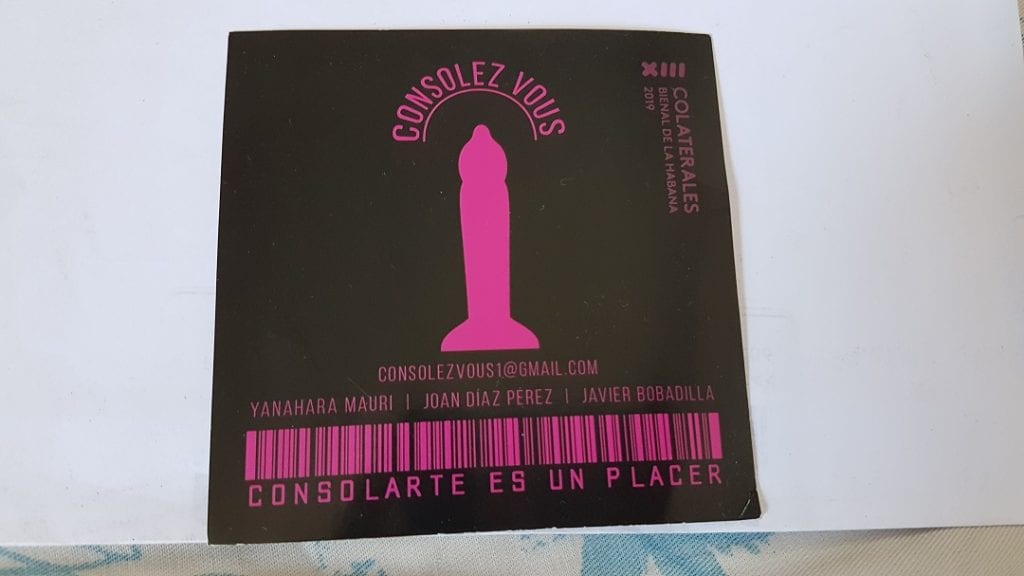 CONSOLEZ VOUS
XIII
COLATERALES
BIENAL DE LA HABANA
2019
CONSOLEZVOUS1@GMAIL.COM
YANAHARA MAURI | JOAN DÍAZ PÉREZ | JAVIER BOBADILLA
CONSOLARTE ES UN PLACER